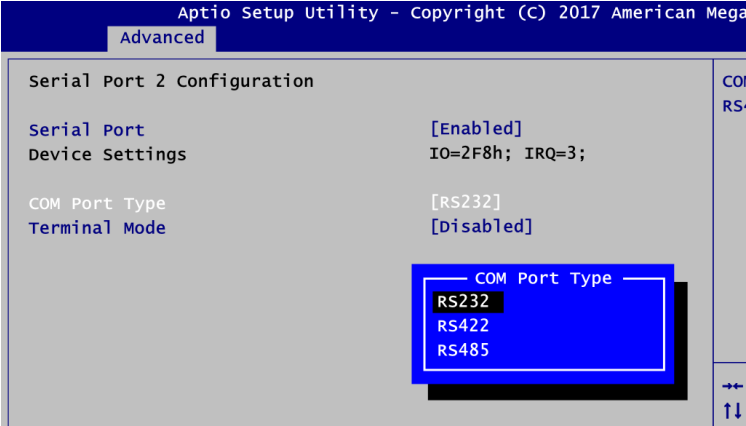 Aptio Setup Utility – Copyright (C) 2017 American Mega
Advanced
Serial Port 2 Configuration
Serial Port [Enabled]
Device Settings IO=2F8h; IRQ=3;
COM Port Type [RS232]
Terminal Mode [Disabled]
COM Port Type
RS232
RS422
RS485